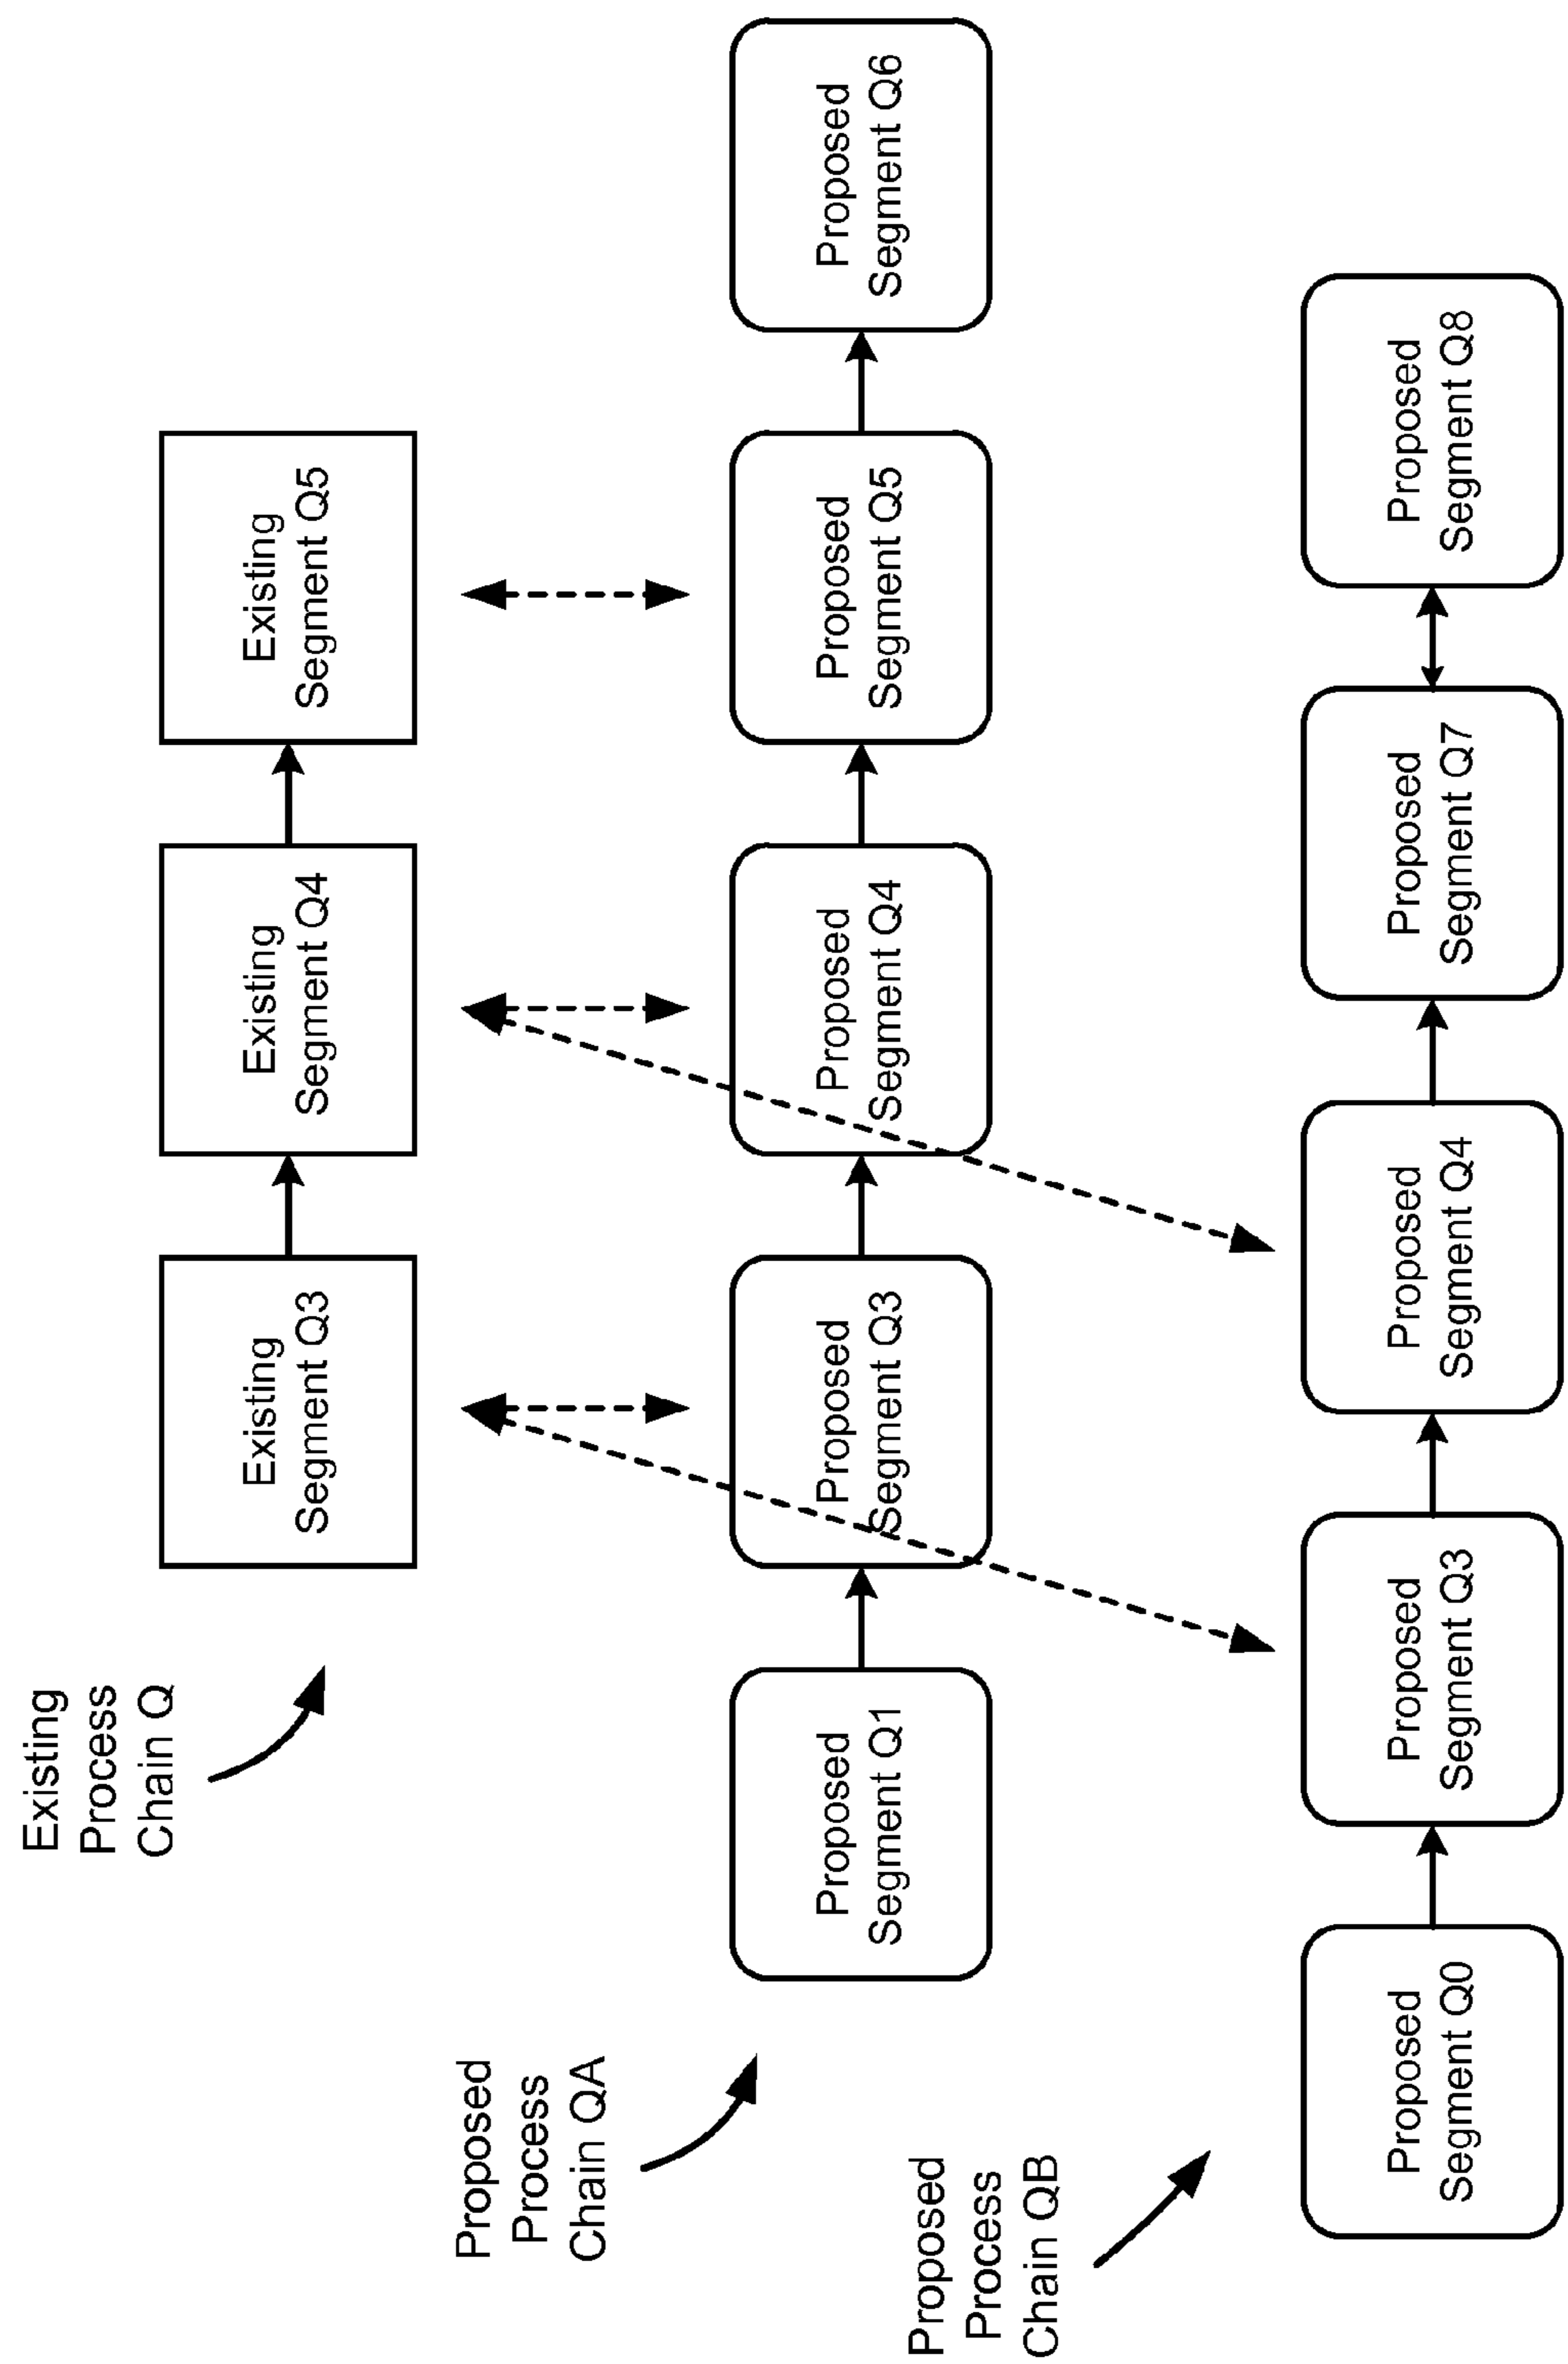 Existing
Process
Chain Q
Existing
Segment Q3
Existing
Segment Q4
Existing
Segment Q5
Proposed
Process
Chain QA
Proposed
Segment Q1
Proposed
Segment Q3
Proposed
Segment Q4
Proposed
Segment Q5
Proposed
Segment Q6
Proposed
Process
Chain QB
Proposed
Segment Q0
Proposed
Segment Q3
Proposed
Segment Q4
Proposed
Segment Q7
Proposed
Segment Q8